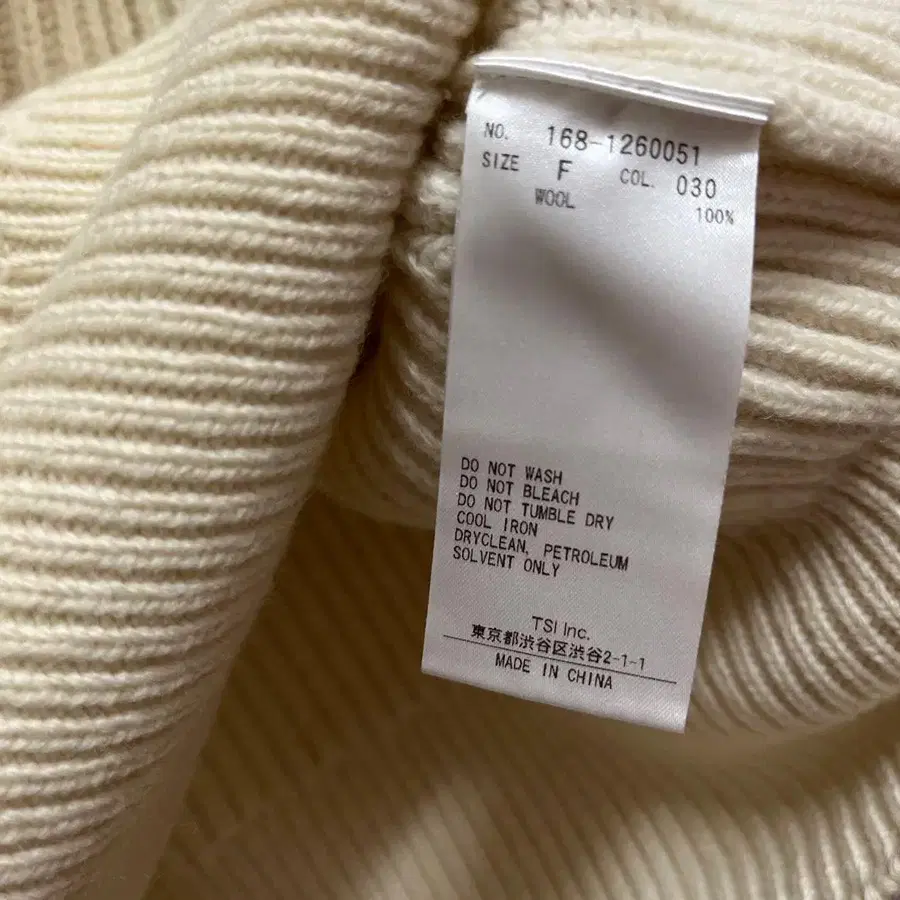 NO. 168-1260051
SIZE F COL. 030
WOOL 100%
DO NOT WASH
DO NOT BLEACH
DO NOT TUMBLE DRY
COOL IRON
DRYCLEAN, PETROLEUM
SOLVENT ONLY
TSI Inc.
東京都渋谷区渋谷2-1-1
MADE IN CHINA